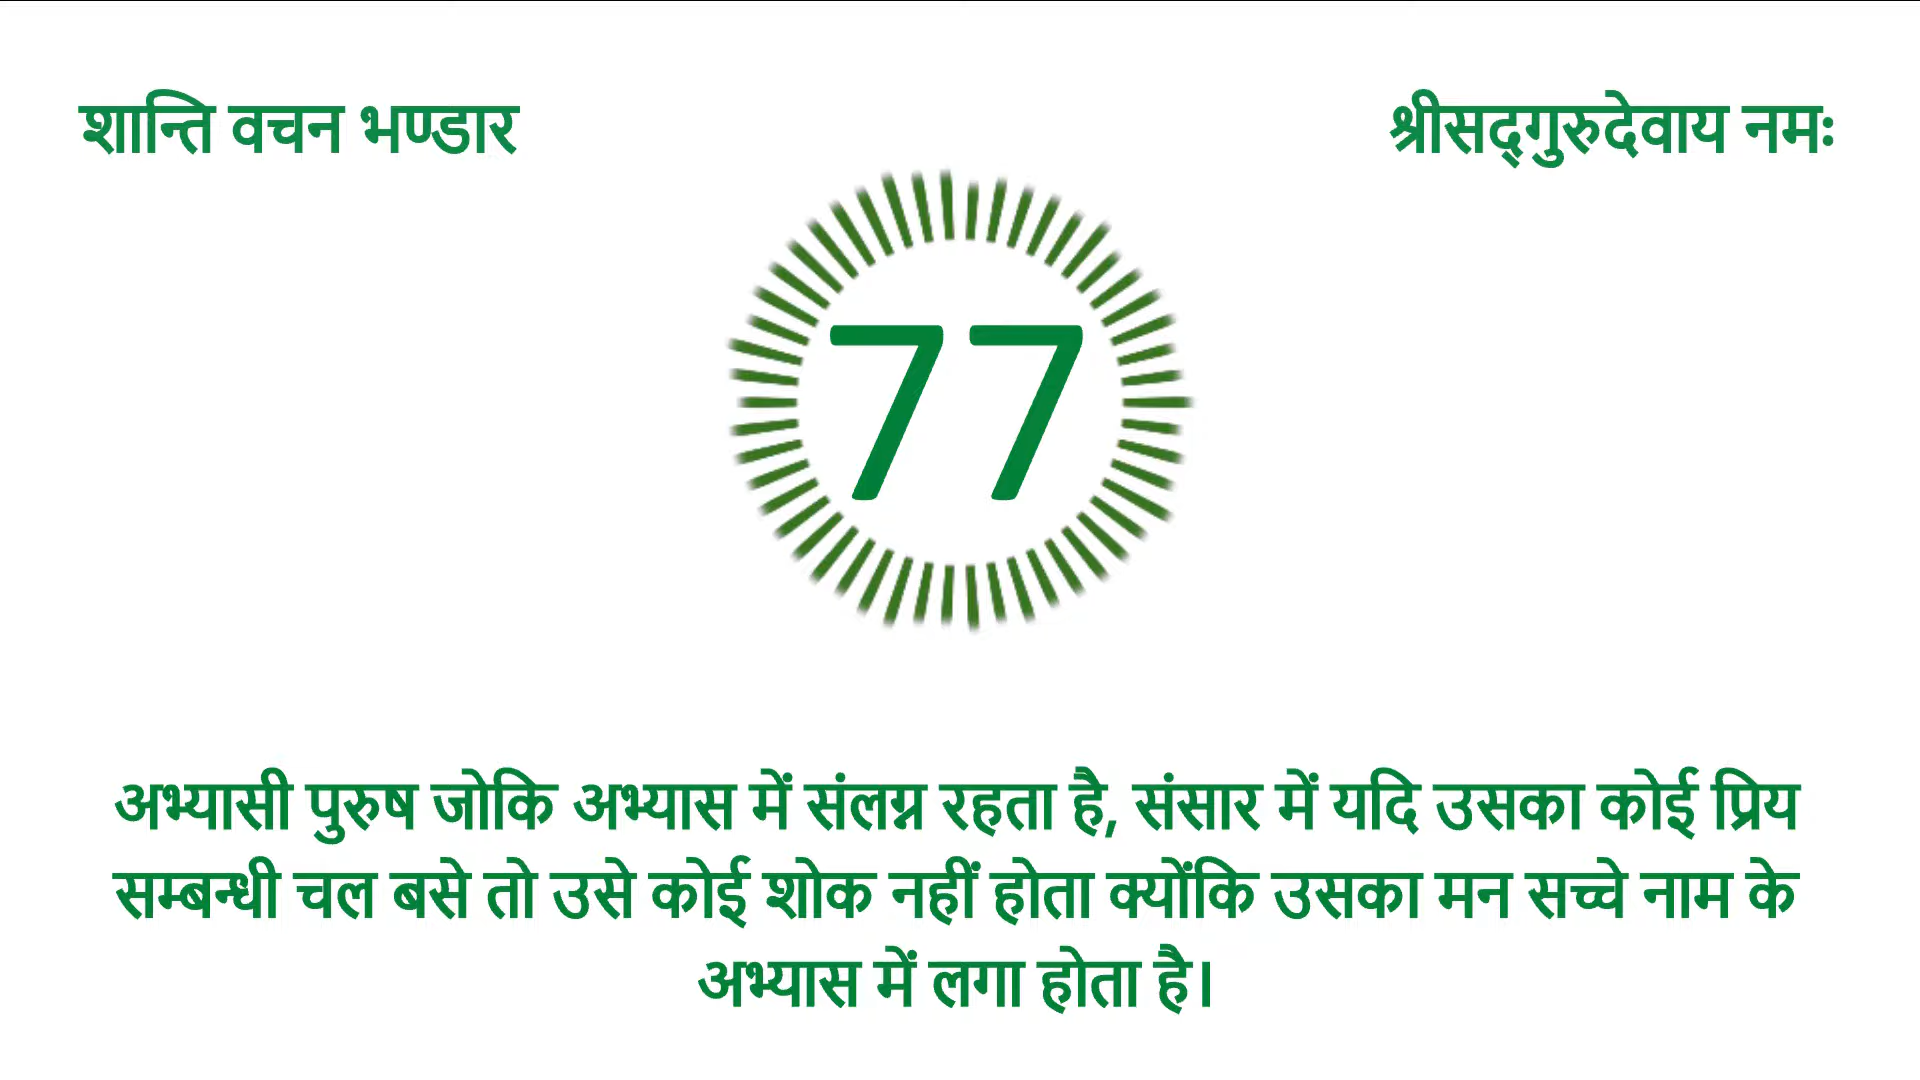 शान्ति वचन भण्डार
श्रीसद्गुरुदेवाय नमः
77
अभ्यासी पुरुष जोकि अभ्यास में संलग्न रहता है, संसार में यदि उसका कोई प्रिय
सम्बन्धी चल बसे तो उसे कोई शोक नहीं होता क्योंकि उसका मन सच्चे नाम के
अभ्यास में लगा होता है।